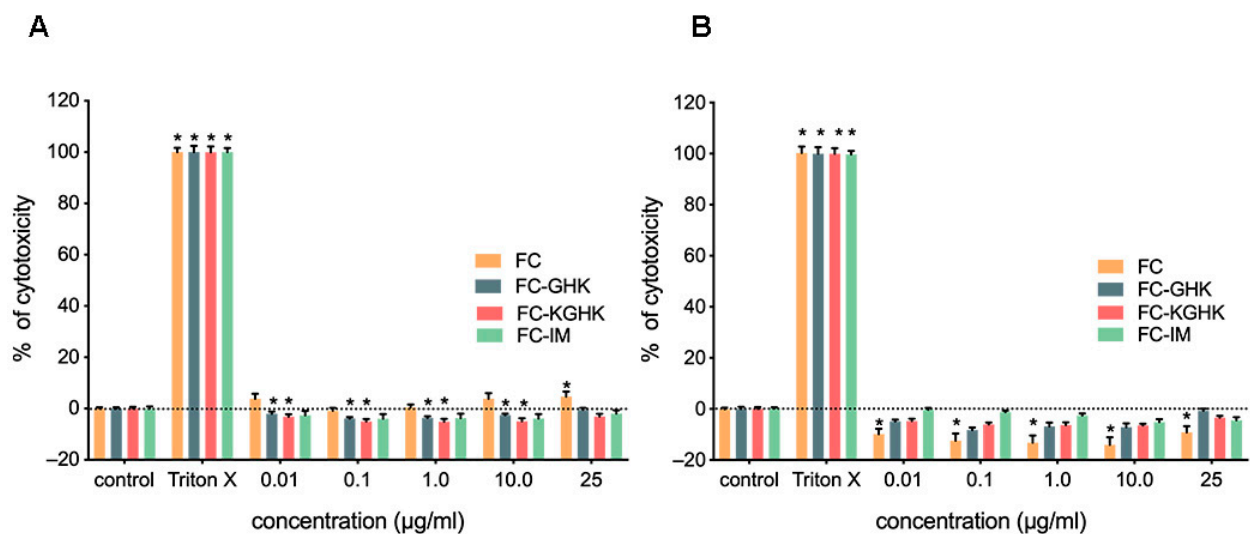 A
% of cytotoxicity
120
100
80
60
40
20
0
–20
* * * *
* *
* *
* *
* *
*
FC
FC-GHK
FC-KGHK
FC-IM
control Triton X 0.01 0.1 1.0 10.0 25
concentration (µg/ml)
B
% of cytotoxicity
120
100
80
60
40
20
0
–20
* * * *
*
*
*
*
*
FC
FC-GHK
FC-KGHK
FC-IM
control Triton X 0.01 0.1 1.0 10.0 25
concentration (µg/ml)